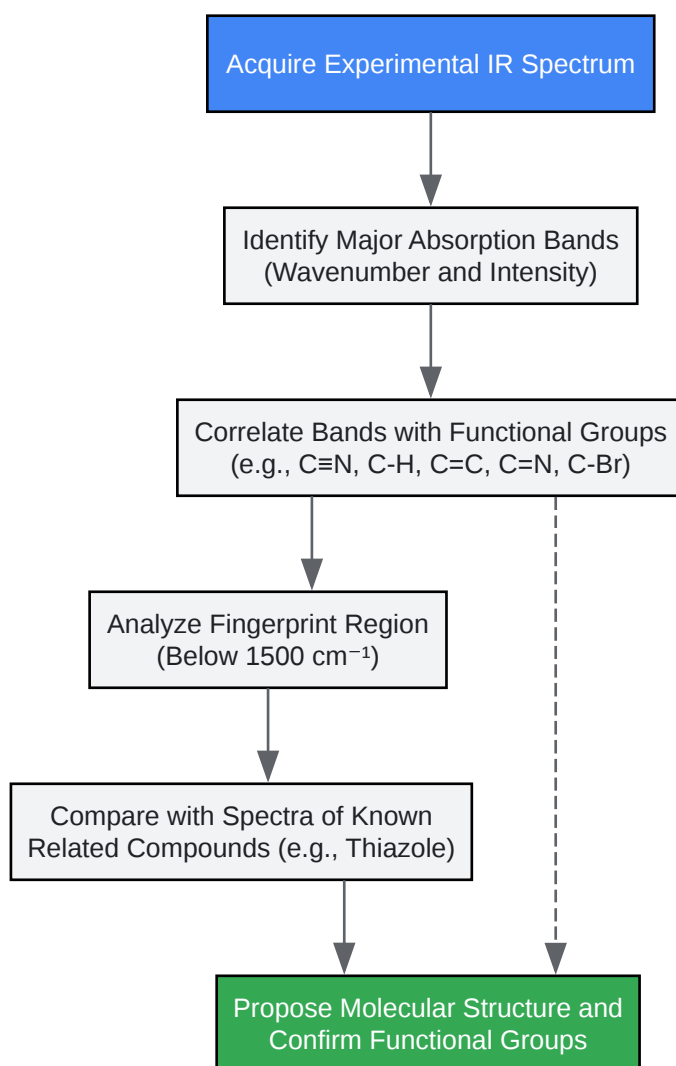 Acquire Experimental IR Spectrum
Identify Major Absorption Bands
(Wavenumber and Intensity)
Correlate Bands with Functional Groups
(e.g., C≡N, C-H, C=C, C=N, C-Br)
Analyze Fingerprint Region
(Below 1500 cm⁻¹)
Compare with Spectra of Known
Related Compounds (e.g., Thiazole)
Propose Molecular Structure and
Confirm Functional Groups